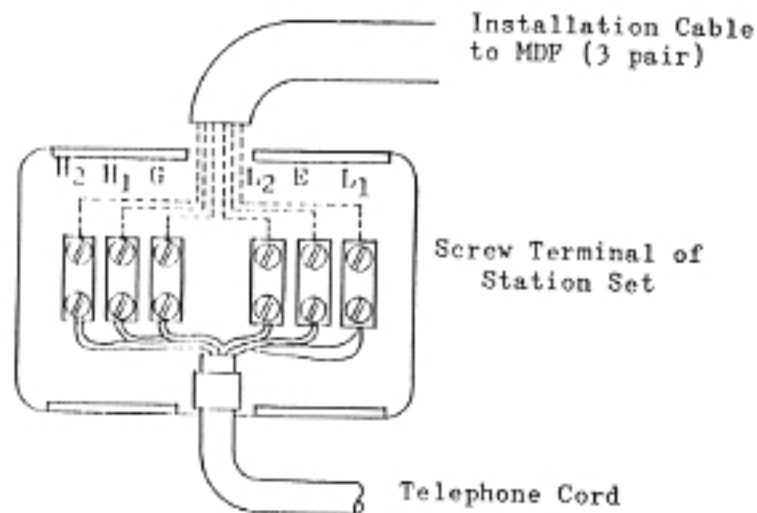 Installation Cable
to MDF (3 pair)
H2 H1 G L2 E L1
Screw Terminal of
Station Set
Telephone Cord